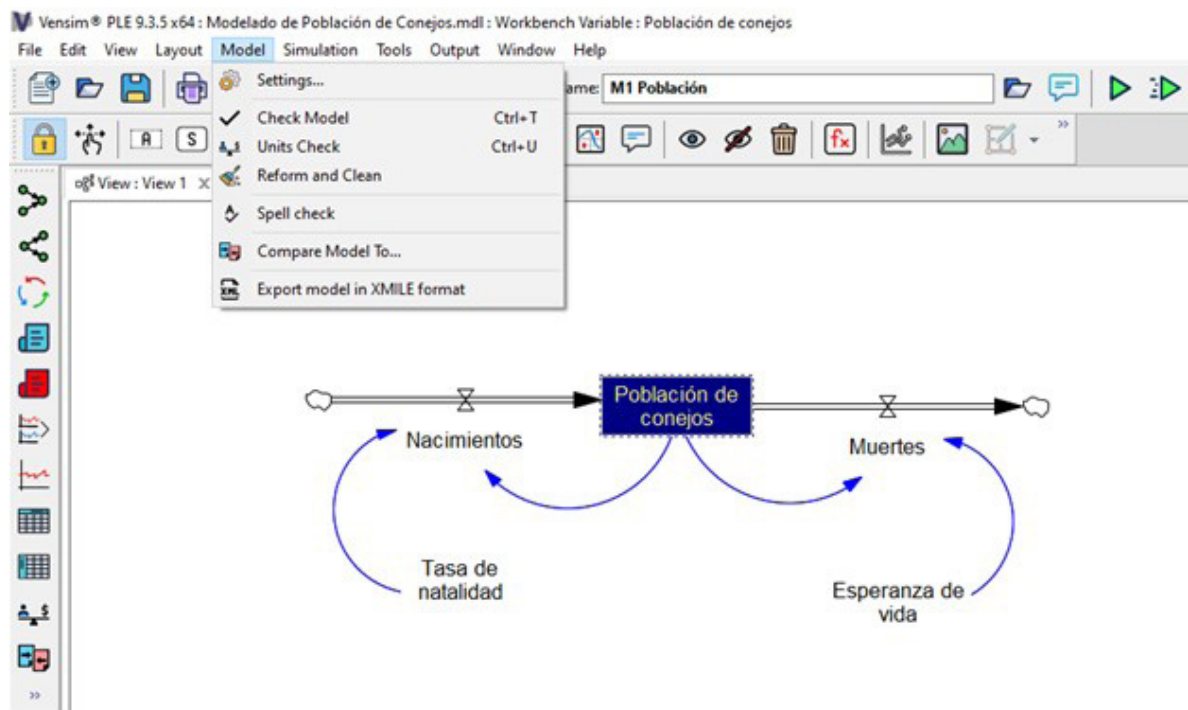 Vensim® PLE 9.3.5 x64 : Modelado de Población de Conejos.mdl : Workbench Variable : Población de conejos
File Edit View Layout Model Simulation Tools Output Window Help
ame: M1 Población
Settings...
Check Model Ctrl+T
Units Check Ctrl+U
Reform and Clean
Spell check
Compare Model To...
Export model in XMILE format
A S fx
View : View 1 X
Población de
conejos
Nacimientos
Muertes
Tasa de
natalidad
Esperanza de
vida